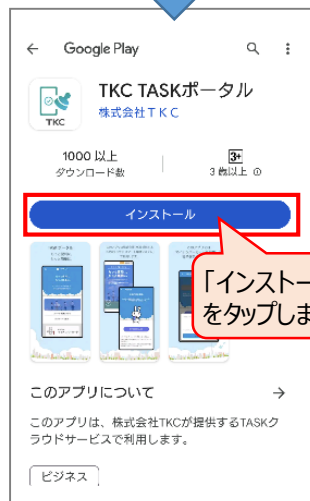 Google Play
TKC TASKポータル
株式会社ＴＫＣ
TKC
1000 以上
ダウンロード数
3+
3 歳以上
インストール
「インストー
をタップしま
このアプリについて
このアプリは、株式会社TKCが提供するTASKク
ラウドサービスで利用します。
ビジネス